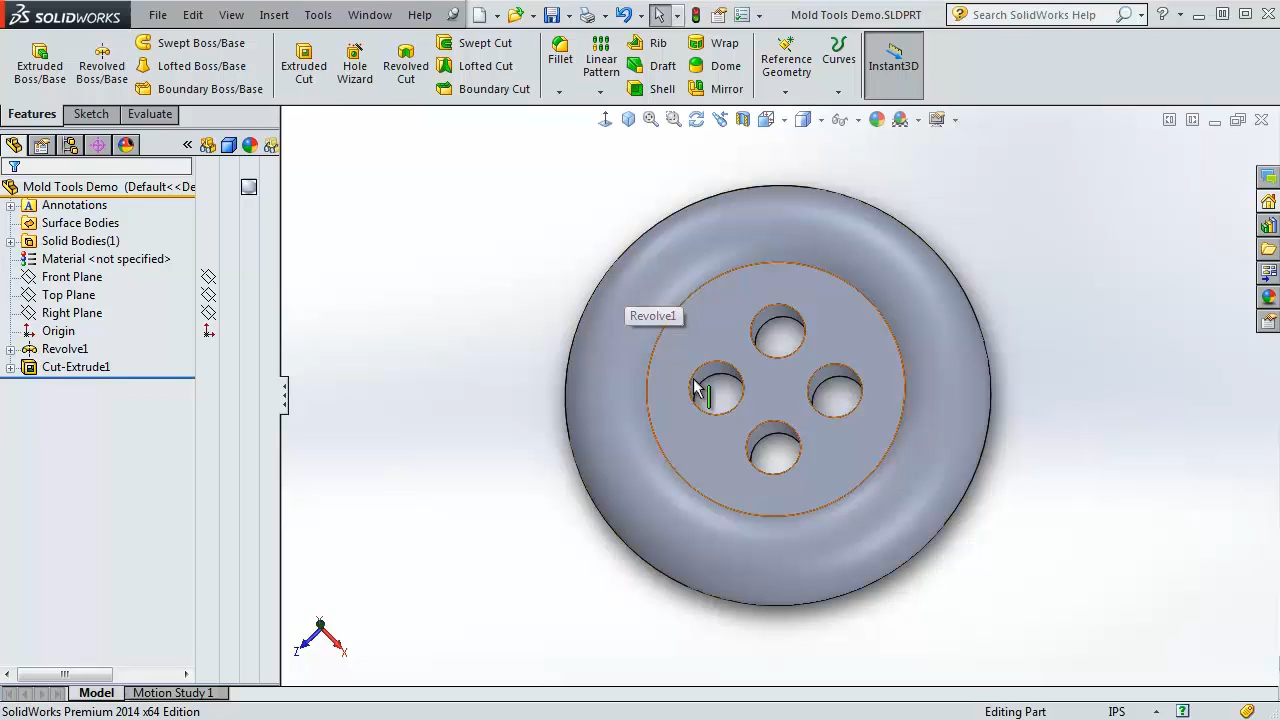 SOLIDWORKS
File Edit View Insert Tools Window Help
Mold Tools Demo.SLDPRT
Search SolidWorks Help
Extruded Boss/Base
Revolved Boss/Base
Swept Boss/Base
Lofted Boss/Base
Boundary Boss/Base
Extruded Cut
Hole Wizard
Revolved Cut
Swept Cut
Lofted Cut
Boundary Cut
Fillet
Linear Pattern
Rib
Draft
Shell
Wrap
Dome
Mirror
Reference Geometry
Curves
Instant3D
Features Sketch Evaluate
Mold Tools Demo (Default<<De
Annotations
Surface Bodies
Solid Bodies(1)
Material <not specified>
Front Plane
Top Plane
Right Plane
Origin
Revolve1
Cut-Extrude1
Revolve1
Z
X
Model Motion Study 1
SolidWorks Premium 2014 x64 Edition
Editing Part
IPS